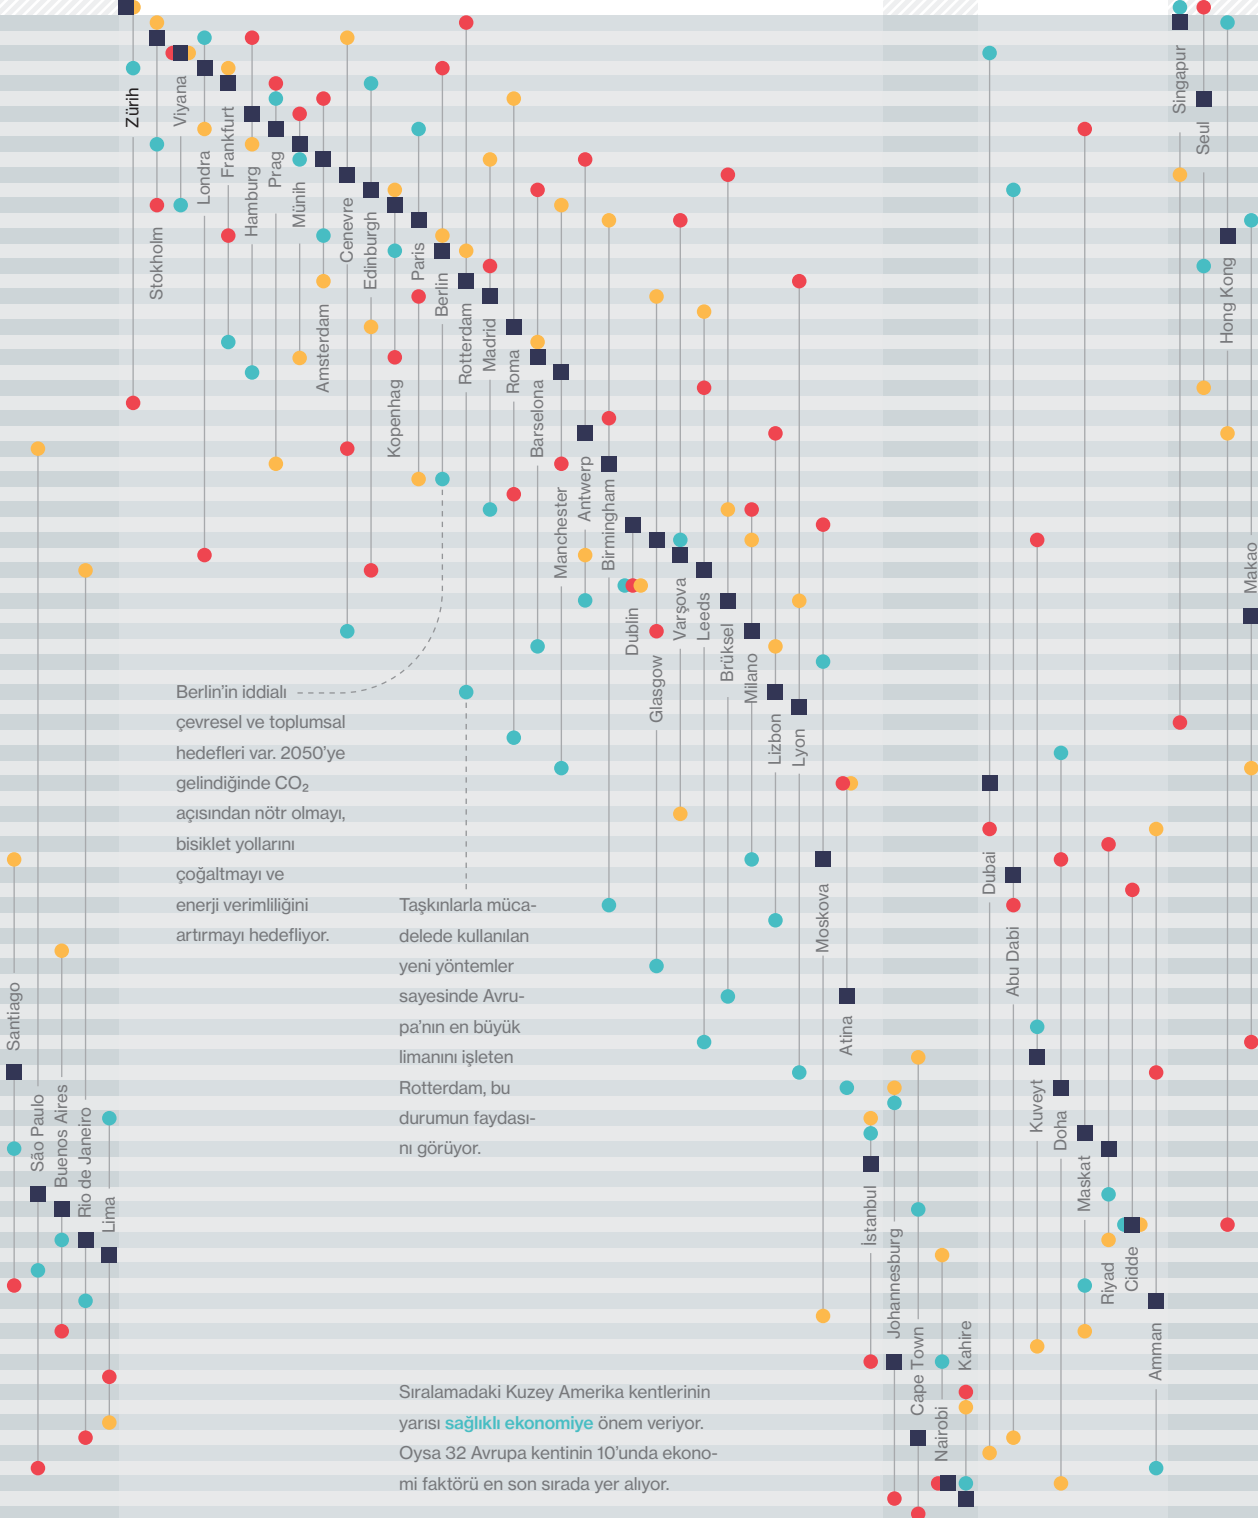 Zürih
Stokholm
Viyana
Londra
Frankfurt
Hamburg
Prag
Münih
Amsterdam
Cenevre
Edinburgh
Kopenhag
Paris
Berlin
Rotterdam
Madrid
Roma
Barselona
Manchester
Antwerp
Birmingham
Dublin
Glasgow
Varşova
Leeds
Brüksel
Milano
Lizbon
Lyon
Moskova
Atina
İstanbul
Johannesburg
Cape Town
Nairobi
Kahire
Dubai
Abu Dabi
Kuveyt
Doha
Maskat
Riyad
Cidde
Amman
Singapur
Seul
Hong Kong
Makao
Santiago
São Paulo
Buenos Aires
Rio de Janeiro
Lima
Berlin’in iddialı
çevresel ve toplumsal
hedefleri var. 2050’ye
gelindiğinde CO₂
açısından nötr olmayı,
bisiklet yollarını
çoğaltmayı ve
enerji verimliliğini
artırmayı hedefliyor.
Taşkınlarla müca-
delede kullanılan
yeni yöntemler
sayesinde Avru-
pa’nın en büyük
limanını işleten
Rotterdam, bu
durumun faydası-
nı görüyor.
Sıralamadaki Kuzey Amerika kentlerinin
yarısı sağlıklı ekonomiye önem veriyor.
Oysa 32 Avrupa kentinin 10’unda ekono-
mi faktörü en son sırada yer alıyor.